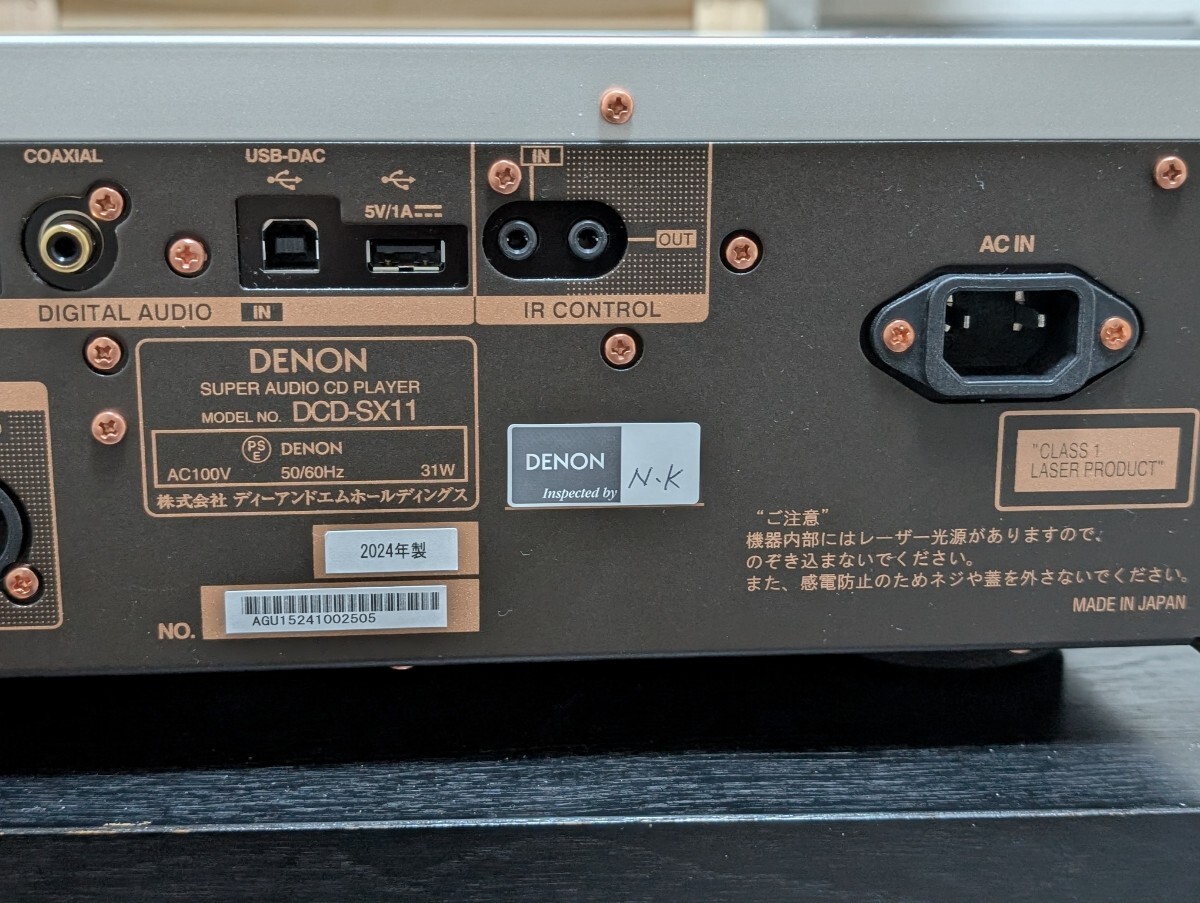 COAXIAL
USB-DAC
5V/1A
DIGITAL AUDIO IN
IN
OUT
IR CONTROL
AC IN
DENON
SUPER AUDIO CD PLAYER
MODEL NO. DCD-SX11
PS E DENON
AC100V 50/60Hz 31W
株式会社 ディーアンドエムホールディングス
2024年製
NO. AGU15241002505
DENON
Inspected by N.K
"CLASS 1
LASER PRODUCT"
“ご注意”
機器内部にはレーザー光源がありますので、
のぞき込まないでください。
また、感電防止のためネジや蓋を外さないでください。
MADE IN JAPAN